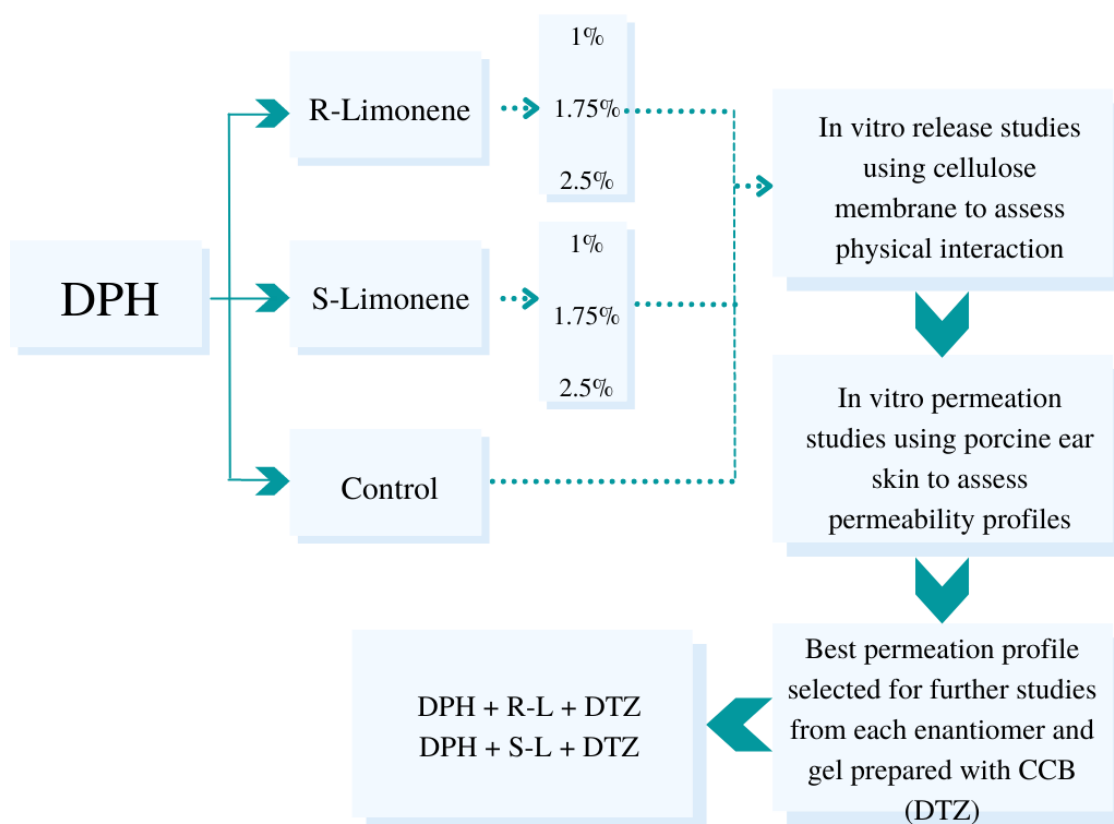 DPH
R-Limonene
1%
1.75%
2.5%
S-Limonene
1%
1.75%
2.5%
Control
In vitro release studies
using cellulose
membrane to assess
physical interaction
In vitro permeation
studies using porcine ear
skin to assess
permeability profiles
Best permeation profile
selected for further studies
from each enantiomer and
gel prepared with CCB
(DTZ)
DPH + R-L + DTZ
DPH + S-L + DTZ